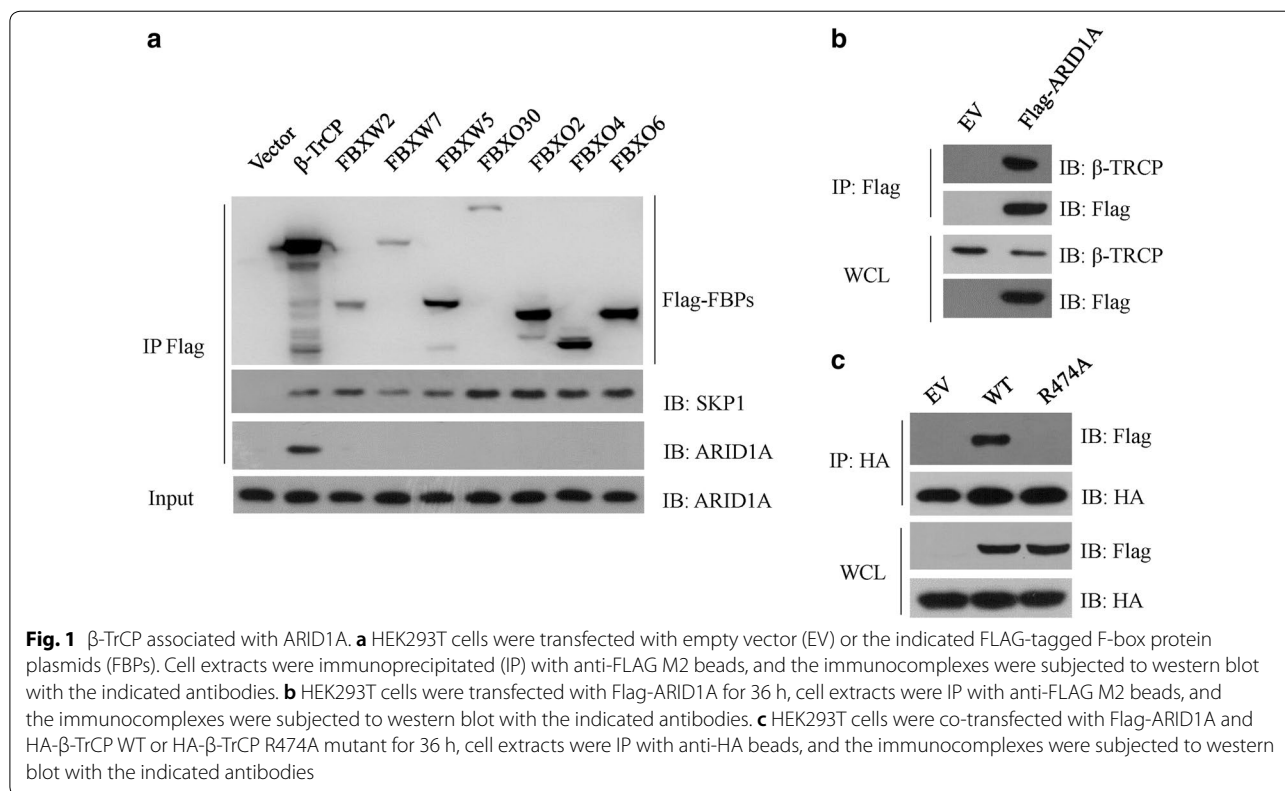 a
Vector
β-TrCP
FBXW2
FBXW7
FBXW5
FBXO30
FBXO2
FBXO4
FBXO6
IP Flag
Flag-FBPs
IB: SKP1
IB: ARID1A
Input
IB: ARID1A
b
EV
Flag-ARID1A
IP: Flag
IB: β-TRCP
IB: Flag
WCL
IB: β-TRCP
IB: Flag
c
EV
WT
R474A
IP: HA
IB: Flag
IB: HA
WCL
IB: Flag
IB: HA
Fig. 1 β-TrCP associated with ARID1A. a HEK293T cells were transfected with empty vector (EV) or the indicated FLAG-tagged F-box protein
plasmids (FBPs). Cell extracts were immunoprecipitated (IP) with anti-FLAG M2 beads, and the immunocomplexes were subjected to western blot
with the indicated antibodies. b HEK293T cells were transfected with Flag-ARID1A for 36 h, cell extracts were IP with anti-FLAG M2 beads, and
the immunocomplexes were subjected to western blot with the indicated antibodies. c HEK293T cells were co-transfected with Flag-ARID1A and
HA-β-TrCP WT or HA-β-TrCP R474A mutant for 36 h, cell extracts were IP with anti-HA beads, and the immunocomplexes were subjected to western
blot with the indicated antibodies